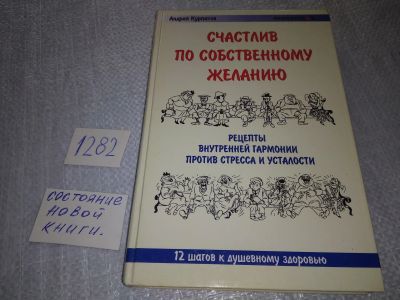 Андрей Курпатов
СЧАСТЛИВ
ПО СОБСТВЕННОМУ
ЖЕЛАНИЮ
РЕЦЕПТЫ
ВНУТРЕННЕЙ ГАРМОНИИ
ПРОТИВ СТРЕССА И УСТАЛОСТИ
12 шагов к душевному здоровью
1282
состояние
новой
книги.